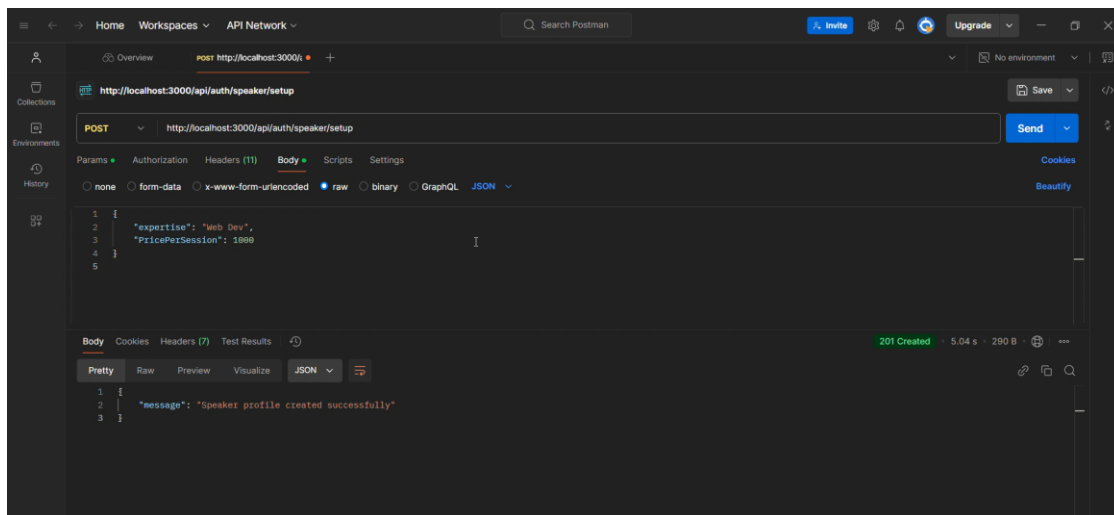 Home Workspaces API Network Search Postman Invite Upgrade
Overview POST http://localhost:3000/a No environment
HTTP http://localhost:3000/api/auth/speaker/setup Save
Collections
POST http://localhost:3000/api/auth/speaker/setup Send
Environments
Params Authorization Headers (11) Body Scripts Settings Cookies
History
none form-data x-www-form-urlencoded raw binary GraphQL JSON Beautify
1 {
2 "expertise": "Web Dev",
3 "PricePerSession": 1000
4 }
5
Body Cookies Headers (7) Test Results 201 Created 5.04 s 290 B
Pretty Raw Preview Visualize JSON
1 {
2 "message": "Speaker profile created successfully"
3 }